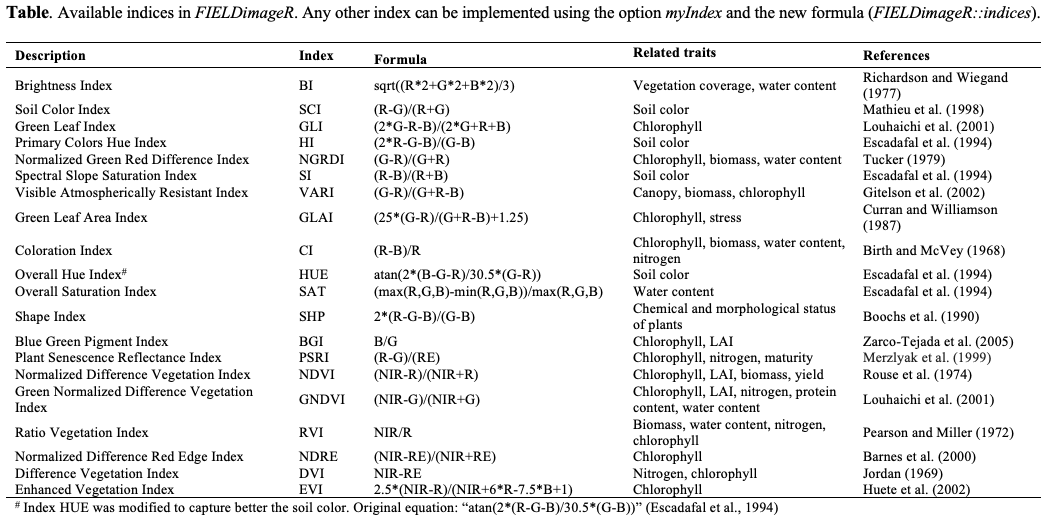 Table. Available indices in FIELDimageR. Any other index can be implemented using the option myIndex and the new formula (FIELDimageR::indices).
Description Index Formula Related traits References
Brightness Index BI sqrt((R*2+G*2+B*2)/3) Vegetation coverage, water content Richardson and Wiegand
(1977)
Soil Color Index SCI (R-G)/(R+G) Soil color Mathieu et al. (1998)
Green Leaf Index GLI (2*G-R-B)/(2*G+R+B) Chlorophyll Louhaichi et al. (2001)
Primary Colors Hue Index HI (2*R-G-B)/(G-B) Soil color Escadafal et al. (1994)
Normalized Green Red Difference Index NGRDI (G-R)/(G+R) Chlorophyll, biomass, water content Tucker (1979)
Spectral Slope Saturation Index SI (R-B)/(R+B) Soil color Escadafal et al. (1994)
Visible Atmospherically Resistant Index VARI (G-R)/(G+R-B) Canopy, biomass, chlorophyll Gitelson et al. (2002)
Green Leaf Area Index GLAI (25*(G-R)/(G+R-B)+1.25) Chlorophyll, stress Curran and Williamson
(1987)
Coloration Index CI (R-B)/R Chlorophyll, biomass, water content,
nitrogen Birth and McVey (1968)
Overall Hue Index# HUE atan(2*(B-G-R)/30.5*(G-R)) Soil color Escadafal et al. (1994)
Overall Saturation Index SAT (max(R,G,B)-min(R,G,B))/max(R,G,B) Water content Escadafal et al. (1994)
Shape Index SHP 2*(R-G-B)/(G-B) Chemical and morphological status
of plants Boochs et al. (1990)
Blue Green Pigment Index BGI B/G Chlorophyll, LAI Zarco-Tejada et al. (2005)
Plant Senescence Reflectance Index PSRI (R-G)/(RE) Chlorophyll, nitrogen, maturity Merzlyak et al. (1999)
Normalized Difference Vegetation Index NDVI (NIR-R)/(NIR+R) Chlorophyll, LAI, biomass, yield Rouse et al. (1974)
Green Normalized Difference Vegetation
Index GNDVI (NIR-G)/(NIR+G) Chlorophyll, LAI, nitrogen, protein
content, water content Louhaichi et al. (2001)
Ratio Vegetation Index RVI NIR/R Biomass, water content, nitrogen,
chlorophyll Pearson and Miller (1972)
Normalized Difference Red Edge Index NDRE (NIR-RE)/(NIR+RE) Chlorophyll Barnes et al. (2000)
Difference Vegetation Index DVI NIR-RE Nitrogen, chlorophyll Jordan (1969)
Enhanced Vegetation Index EVI 2.5*(NIR-R)/(NIR+6*R-7.5*B+1) Chlorophyll Huete et al. (2002)
# Index HUE was modified to capture better the soil color. Original equation: “atan(2*(R-G-B)/30.5*(G-B))” (Escadafal et al., 1994)